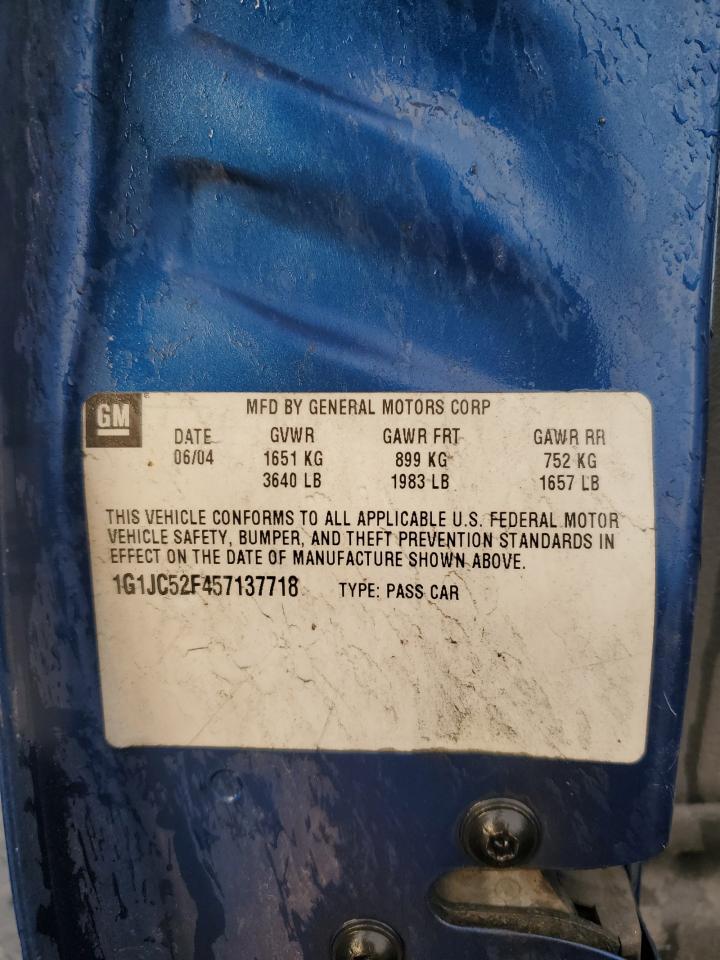 GM
MFD BY GENERAL MOTORS CORP
DATE GVWR GAWR FRT GAWR RR
06/04 1651 KG 899 KG 752 KG
3640 LB 1983 LB 1657 LB
THIS VEHICLE CONFORMS TO ALL APPLICABLE U.S. FEDERAL MOTOR
VEHICLE SAFETY, BUMPER, AND THEFT PREVENTION STANDARDS IN
EFFECT ON THE DATE OF MANUFACTURE SHOWN ABOVE.
1G1JC52F457137718 TYPE: PASS CAR